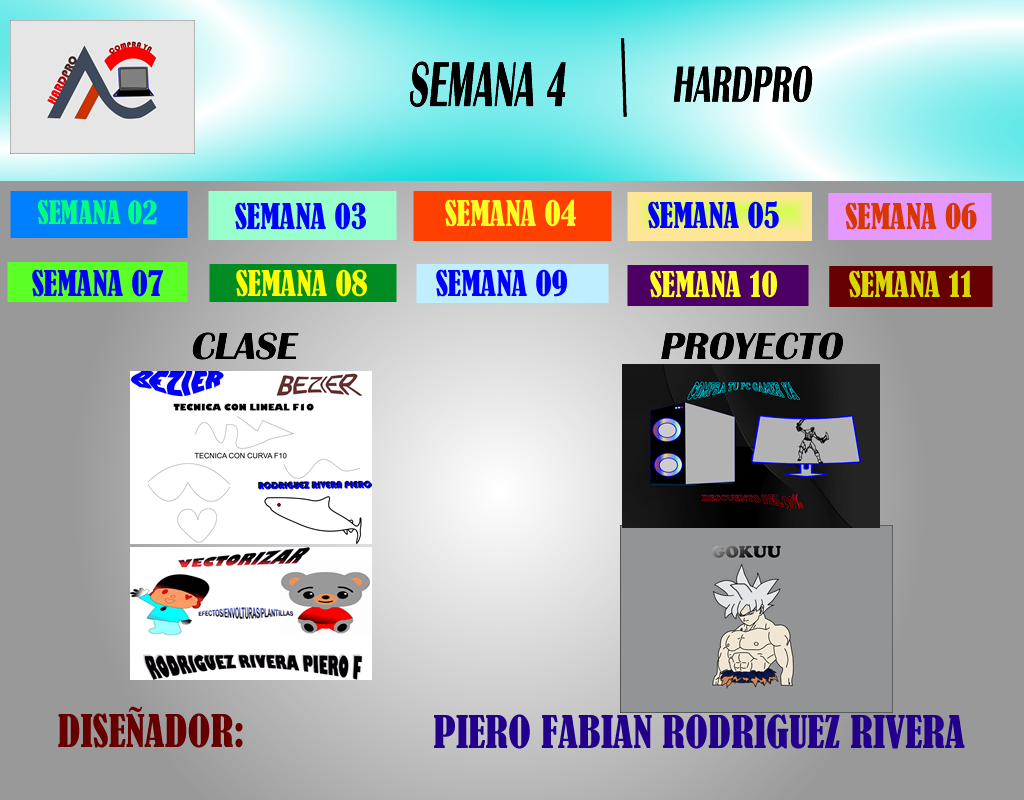 HARDPRO
COMPRA YA
SEMANA 4
HARDPRO
SEMANA 02
SEMANA 03
SEMANA 04
SEMANA 05
SEMANA 06
SEMANA 07
SEMANA 08
SEMANA 09
SEMANA 10
SEMANA 11
CLASE
PROYECTO
BEZIER
BEZIER
TECNICA CON LINEAL F10
TECNICA CON CURVA F10
RODRIGUEZ RIVERA PIERO
VECTORIZAR
EFECTOS/ENVOLTURAS/PLANTILLAS
RODRIGUEZ RIVERA PIERO F
COMPRA TU PC GAMER YA
DESCUENTO DEL
GOKUU
DISEÑADOR:
PIERO FABIAN RODRIGUEZ RIVERA